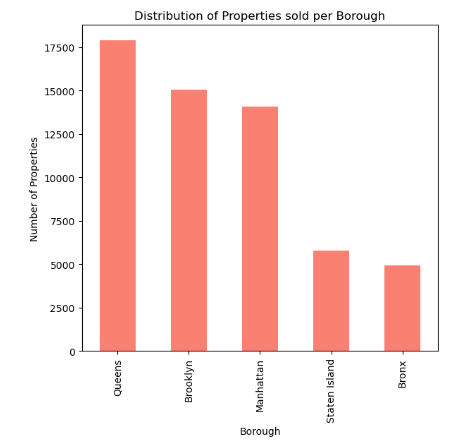 Distribution of Properties sold per Borough
Number of Properties
17500
15000
12500
10000
7500
5000
2500
0
Queens
Brooklyn
Manhattan
Staten Island
Bronx
Borough